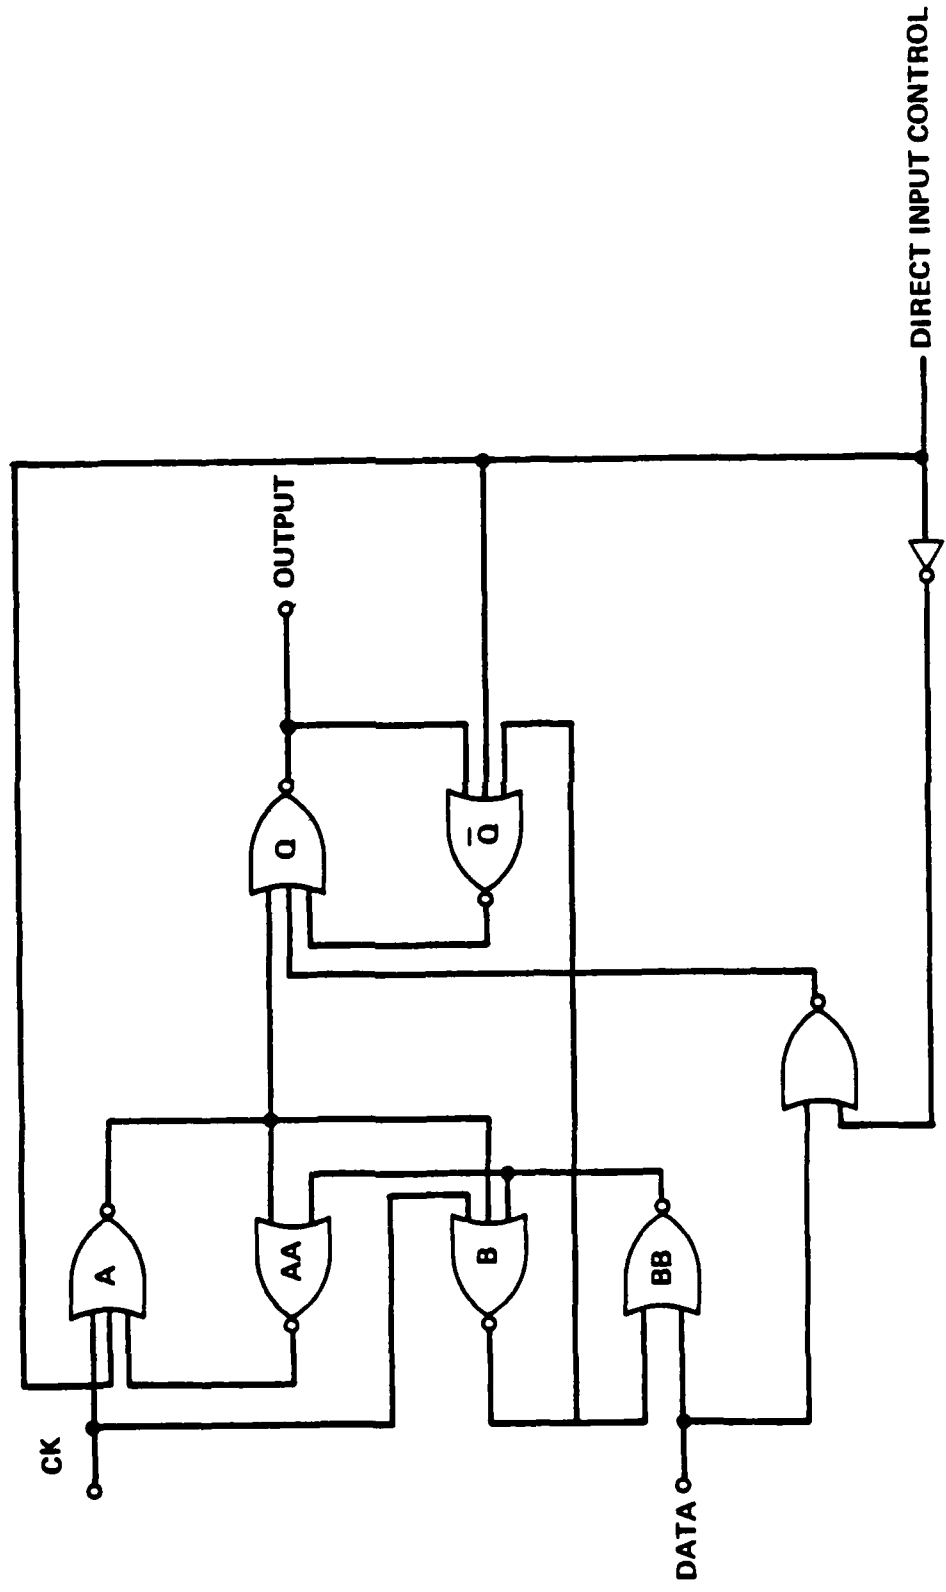 CK
A
AA
B
BB
DATA
Q
Q̅
OUTPUT
DIRECT INPUT CONTROL